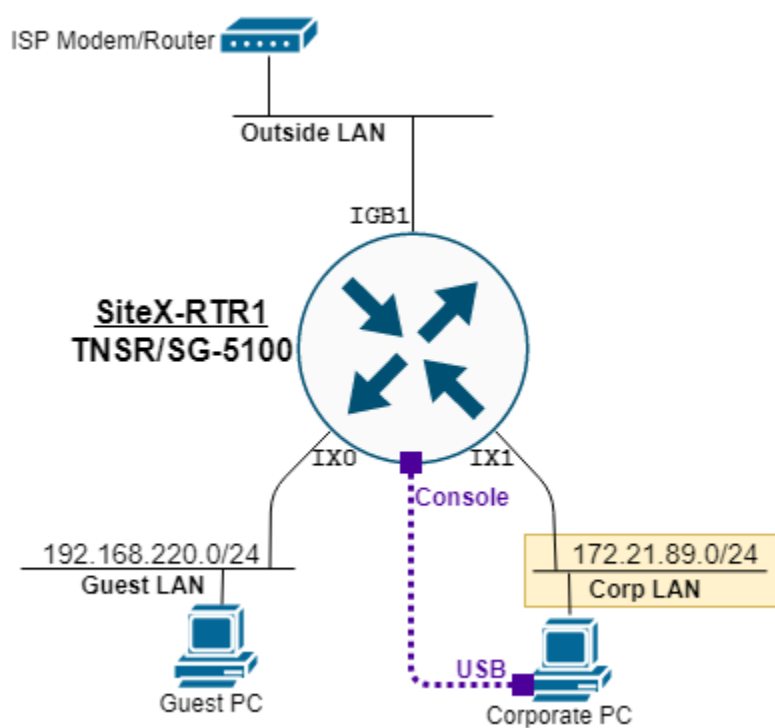 ISP Modem/Router
Outside LAN
IGB1
SiteX-RTR1
TNSR/SG-5100
IX0
IX1
Console
192.168.220.0/24
Guest LAN
172.21.89.0/24
Corp LAN
USB
Guest PC
Corporate PC